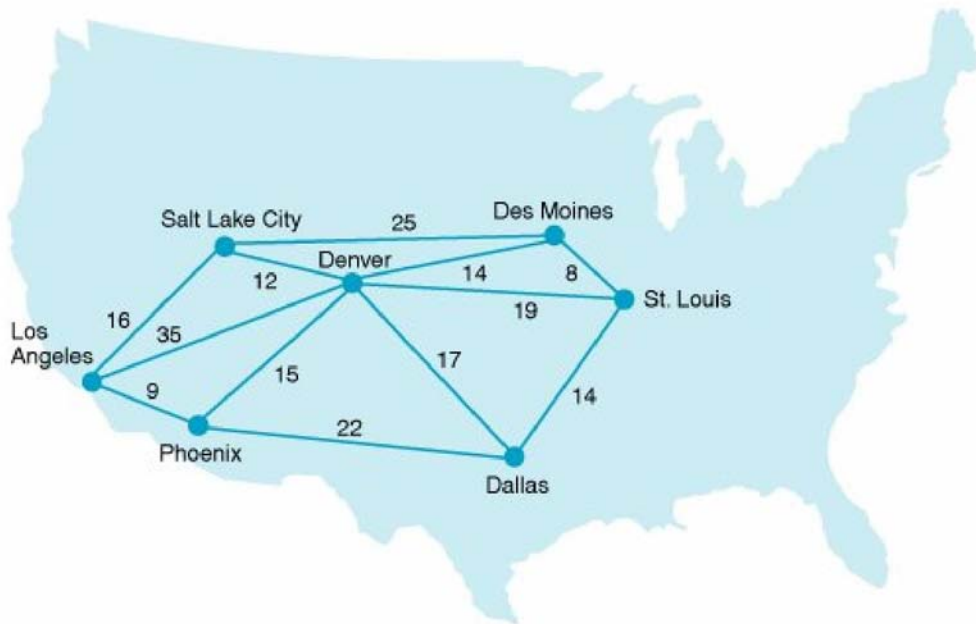 Salt Lake City
25
Des Moines
Denver
12
14
8
St. Louis
19
16
35
Los
Angeles
9
15
17
14
22
Phoenix
Dallas